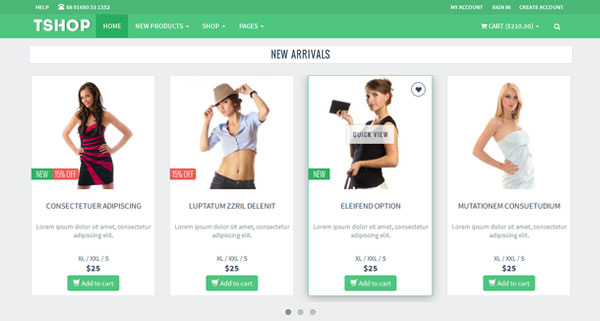 HELP 88 01680 53 1352 MY ACCOUNT SIGN IN CREATE ACCOUNT
TSHOP HOME NEW PRODUCTS SHOP PAGES CART ($210.00)
NEW ARRIVALS
QUICK VIEW
NEW 15% OFF 15% OFF NEW
CONSECTETUER ADIPISCING LUPTATUM ZZRIL DELENIT ELEIFEND OPTION MUTATIONEM CONSUETUDIUM
Lorem ipsum dolor sit amet, consectetur Lorem ipsum dolor sit amet, consectetur Lorem ipsum dolor sit amet, consectetur Lorem ipsum dolor sit amet, consectetur
adipiscing elit. adipiscing elit. adipiscing elit. adipiscing elit.
XL / XXL / S XL / XXL / S XL / XXL / S XL / XXL / S
$25 $25 $25 $25
Add to cart Add to cart Add to cart Add to cart